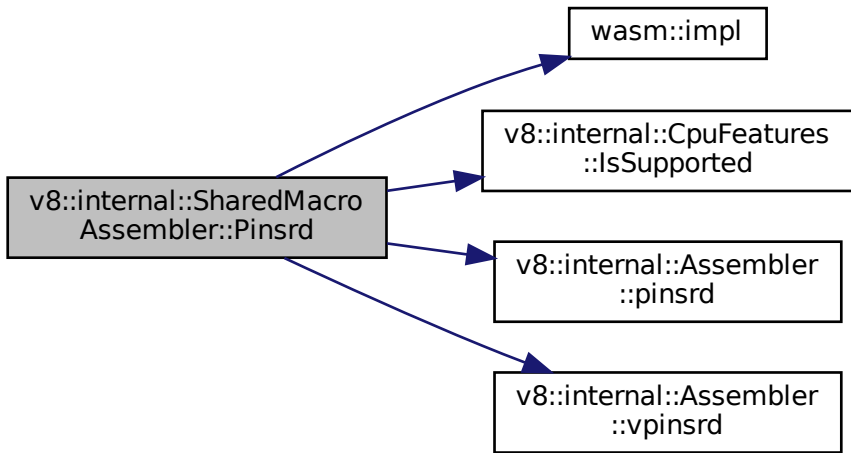 wasm::impl
v8::internal::CpuFeatures
::IsSupported
v8::internal::SharedMacro
Assembler::Pinsrd
v8::internal::Assembler
::pinsrd
v8::internal::Assembler
::vpinsrd